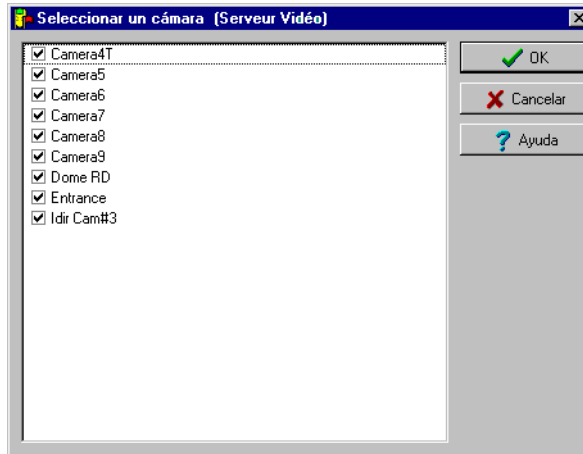 Seleccionar un cámara (Serveur Vidéo)
Camera4T
Camera5
Camera6
Camera7
Camera8
Camera9
Dome RD
Entrance
Idir Cam#3
OK
Cancelar
Ayuda